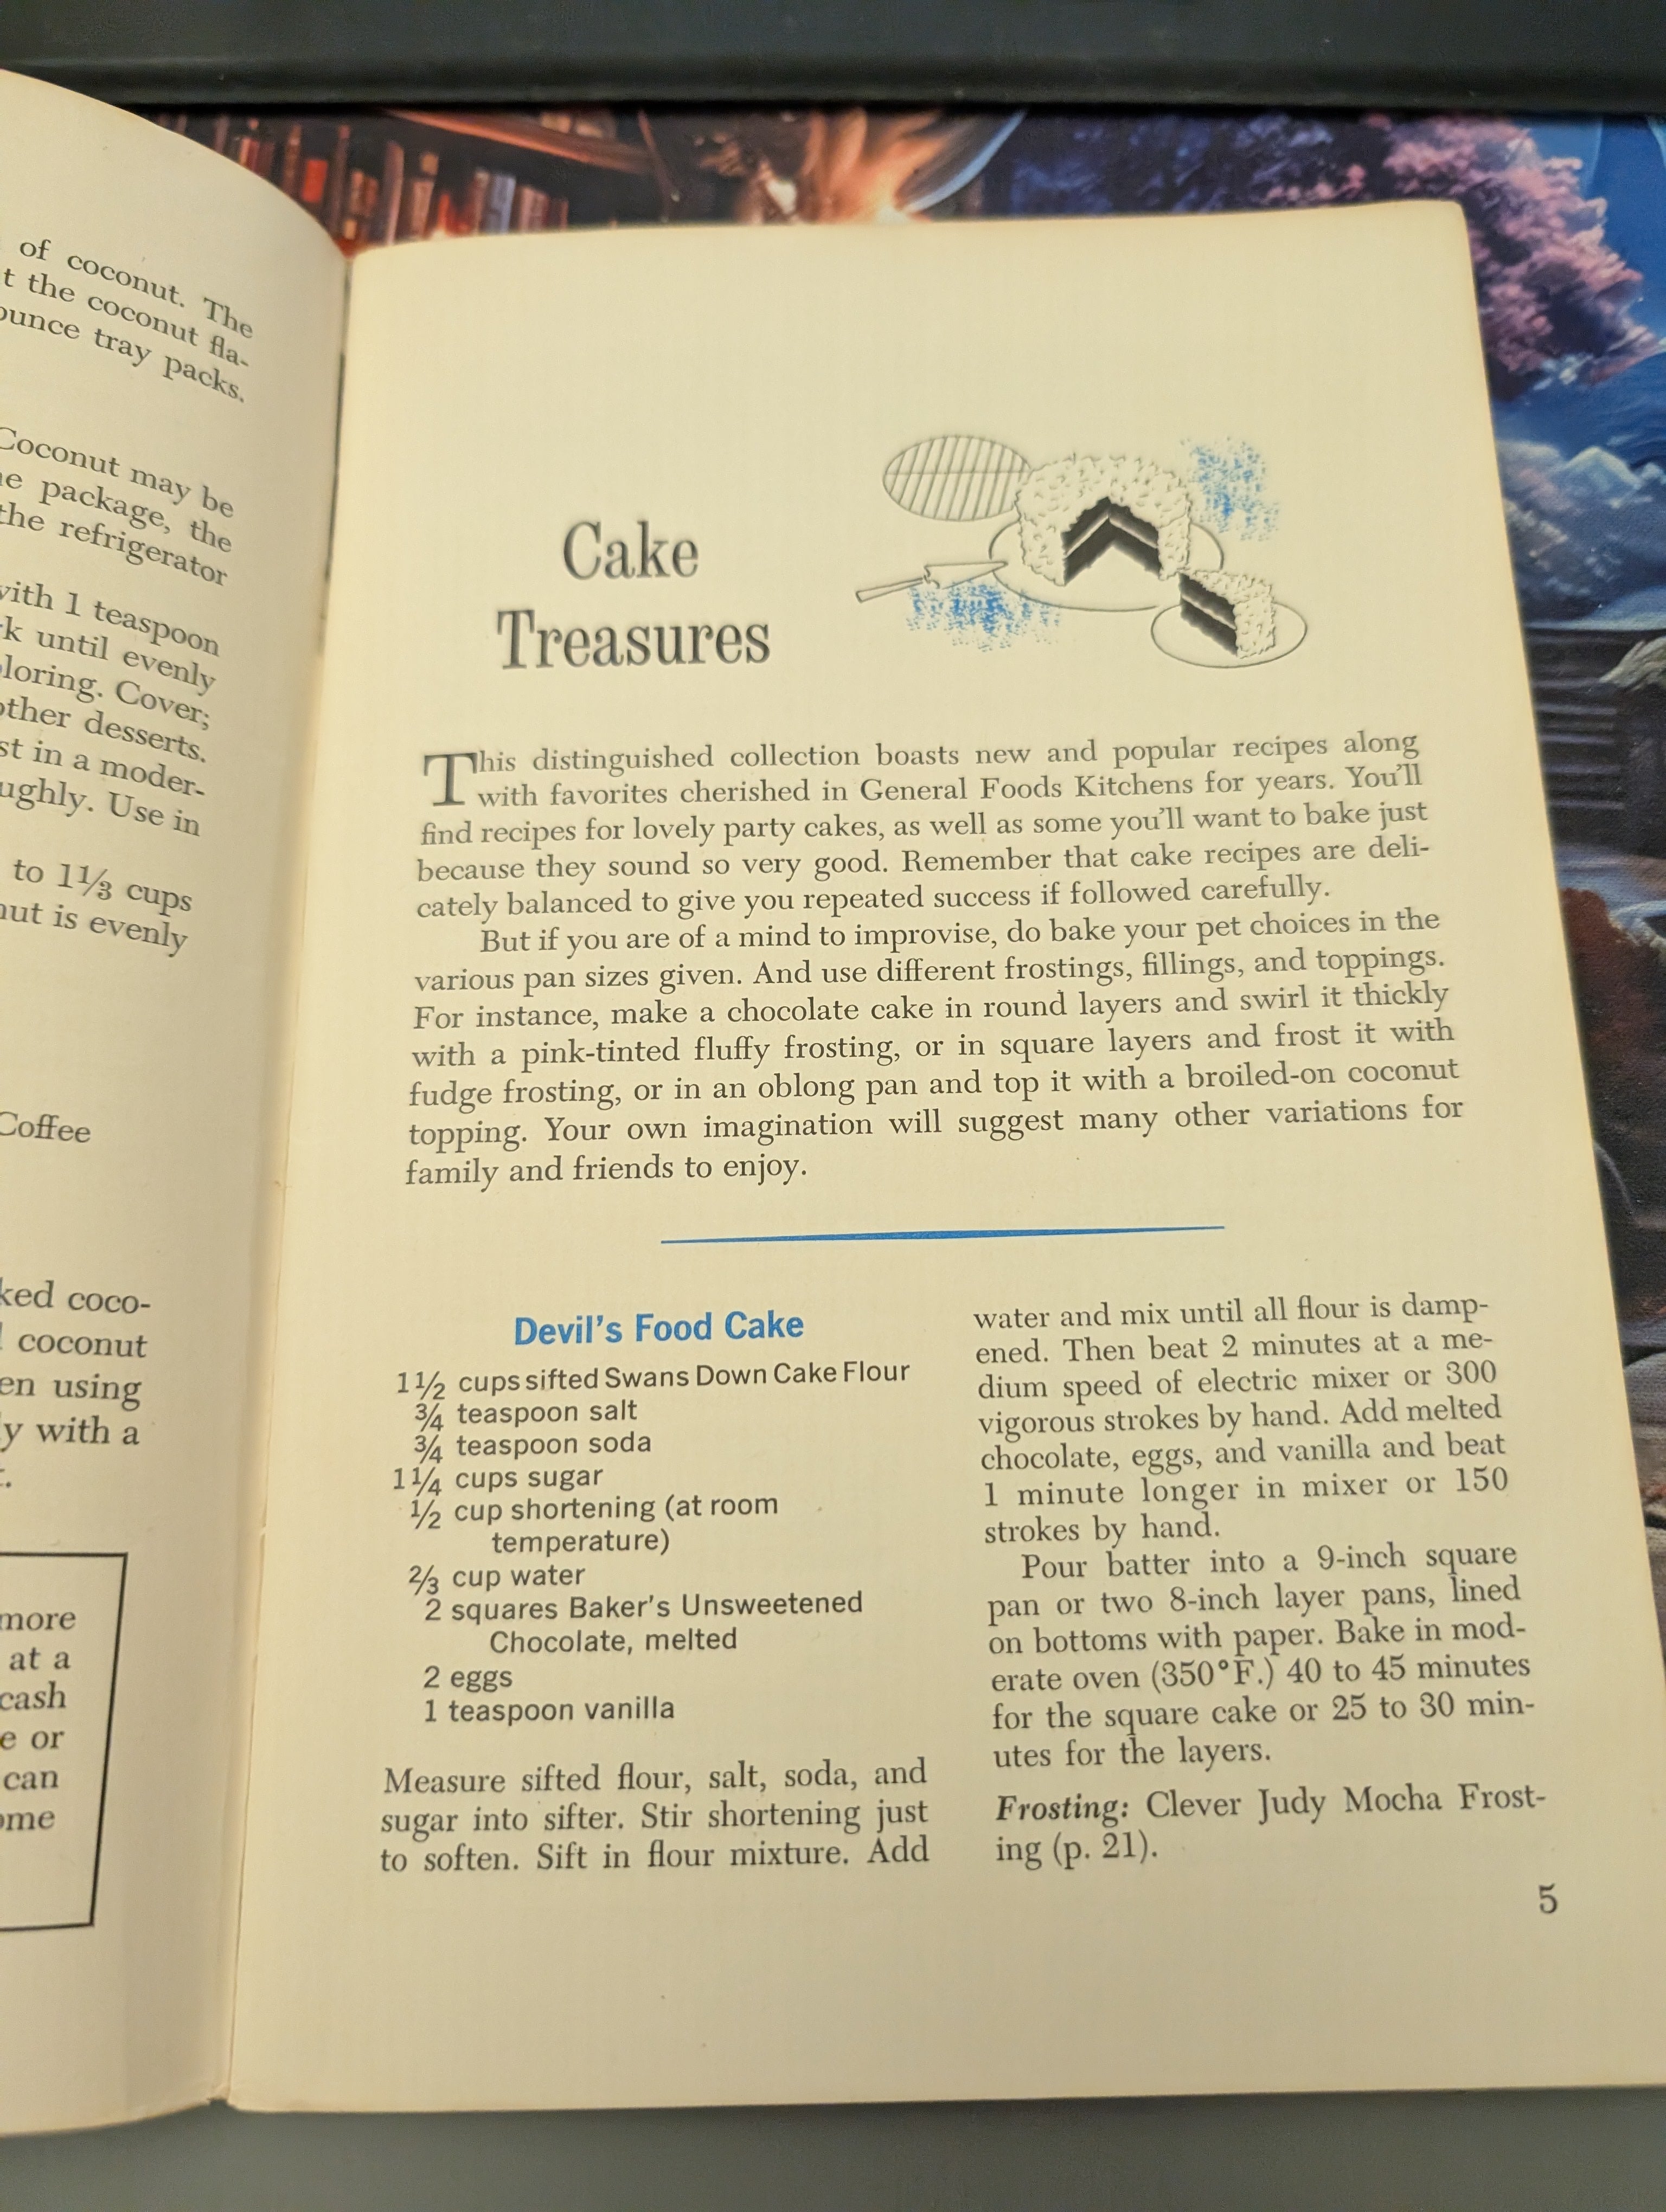 of coconut. The
t the coconut fla-
ounce tray packs.
Coconut may be
e package, the
the refrigerator
with 1 teaspoon
rk until evenly
loring. Cover;
other desserts.
st in a moder-
ughly. Use in
to 1⅓ cups
nut is evenly
Coffee
ked coco-
coconut
en using
y with a
more
at a
cash
e or
can
ome
Cake
Treasures
This distinguished collection boasts new and popular recipes along
with favorites cherished in General Foods Kitchens for years. You'll
find recipes for lovely party cakes, as well as some you'll want to bake just
because they sound so very good. Remember that cake recipes are deli-
cately balanced to give you repeated success if followed carefully.
But if you are of a mind to improvise, do bake your pet choices in the
various pan sizes given. And use different frostings, fillings, and toppings.
For instance, make a chocolate cake in round layers and swirl it thickly
with a pink-tinted fluffy frosting, or in square layers and frost it with
fudge frosting, or in an oblong pan and top it with a broiled-on coconut
topping. Your own imagination will suggest many other variations for
family and friends to enjoy.
Devil's Food Cake
1½ cups sifted Swans Down Cake Flour
¾ teaspoon salt
¾ teaspoon soda
1¼ cups sugar
½ cup shortening (at room
temperature)
⅔ cup water
2 squares Baker's Unsweetened
Chocolate, melted
2 eggs
1 teaspoon vanilla
Measure sifted flour, salt, soda, and
sugar into sifter. Stir shortening just
to soften. Sift in flour mixture. Add
water and mix until all flour is damp-
ened. Then beat 2 minutes at a me-
dium speed of electric mixer or 300
vigorous strokes by hand. Add melted
chocolate, eggs, and vanilla and beat
1 minute longer in mixer or 150
strokes by hand.
Pour batter into a 9-inch square
pan or two 8-inch layer pans, lined
on bottoms with paper. Bake in mod-
erate oven (350°F.) 40 to 45 minutes
for the square cake or 25 to 30 min-
utes for the layers.
Frosting: Clever Judy Mocha Frost-
ing (p. 21).
5